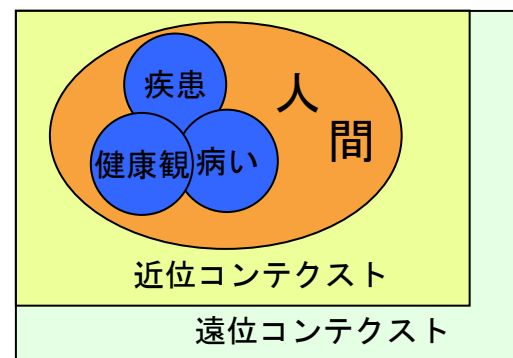 疾患
人
間
健康観
病い
近位コンテクスト
遠位コンテクスト